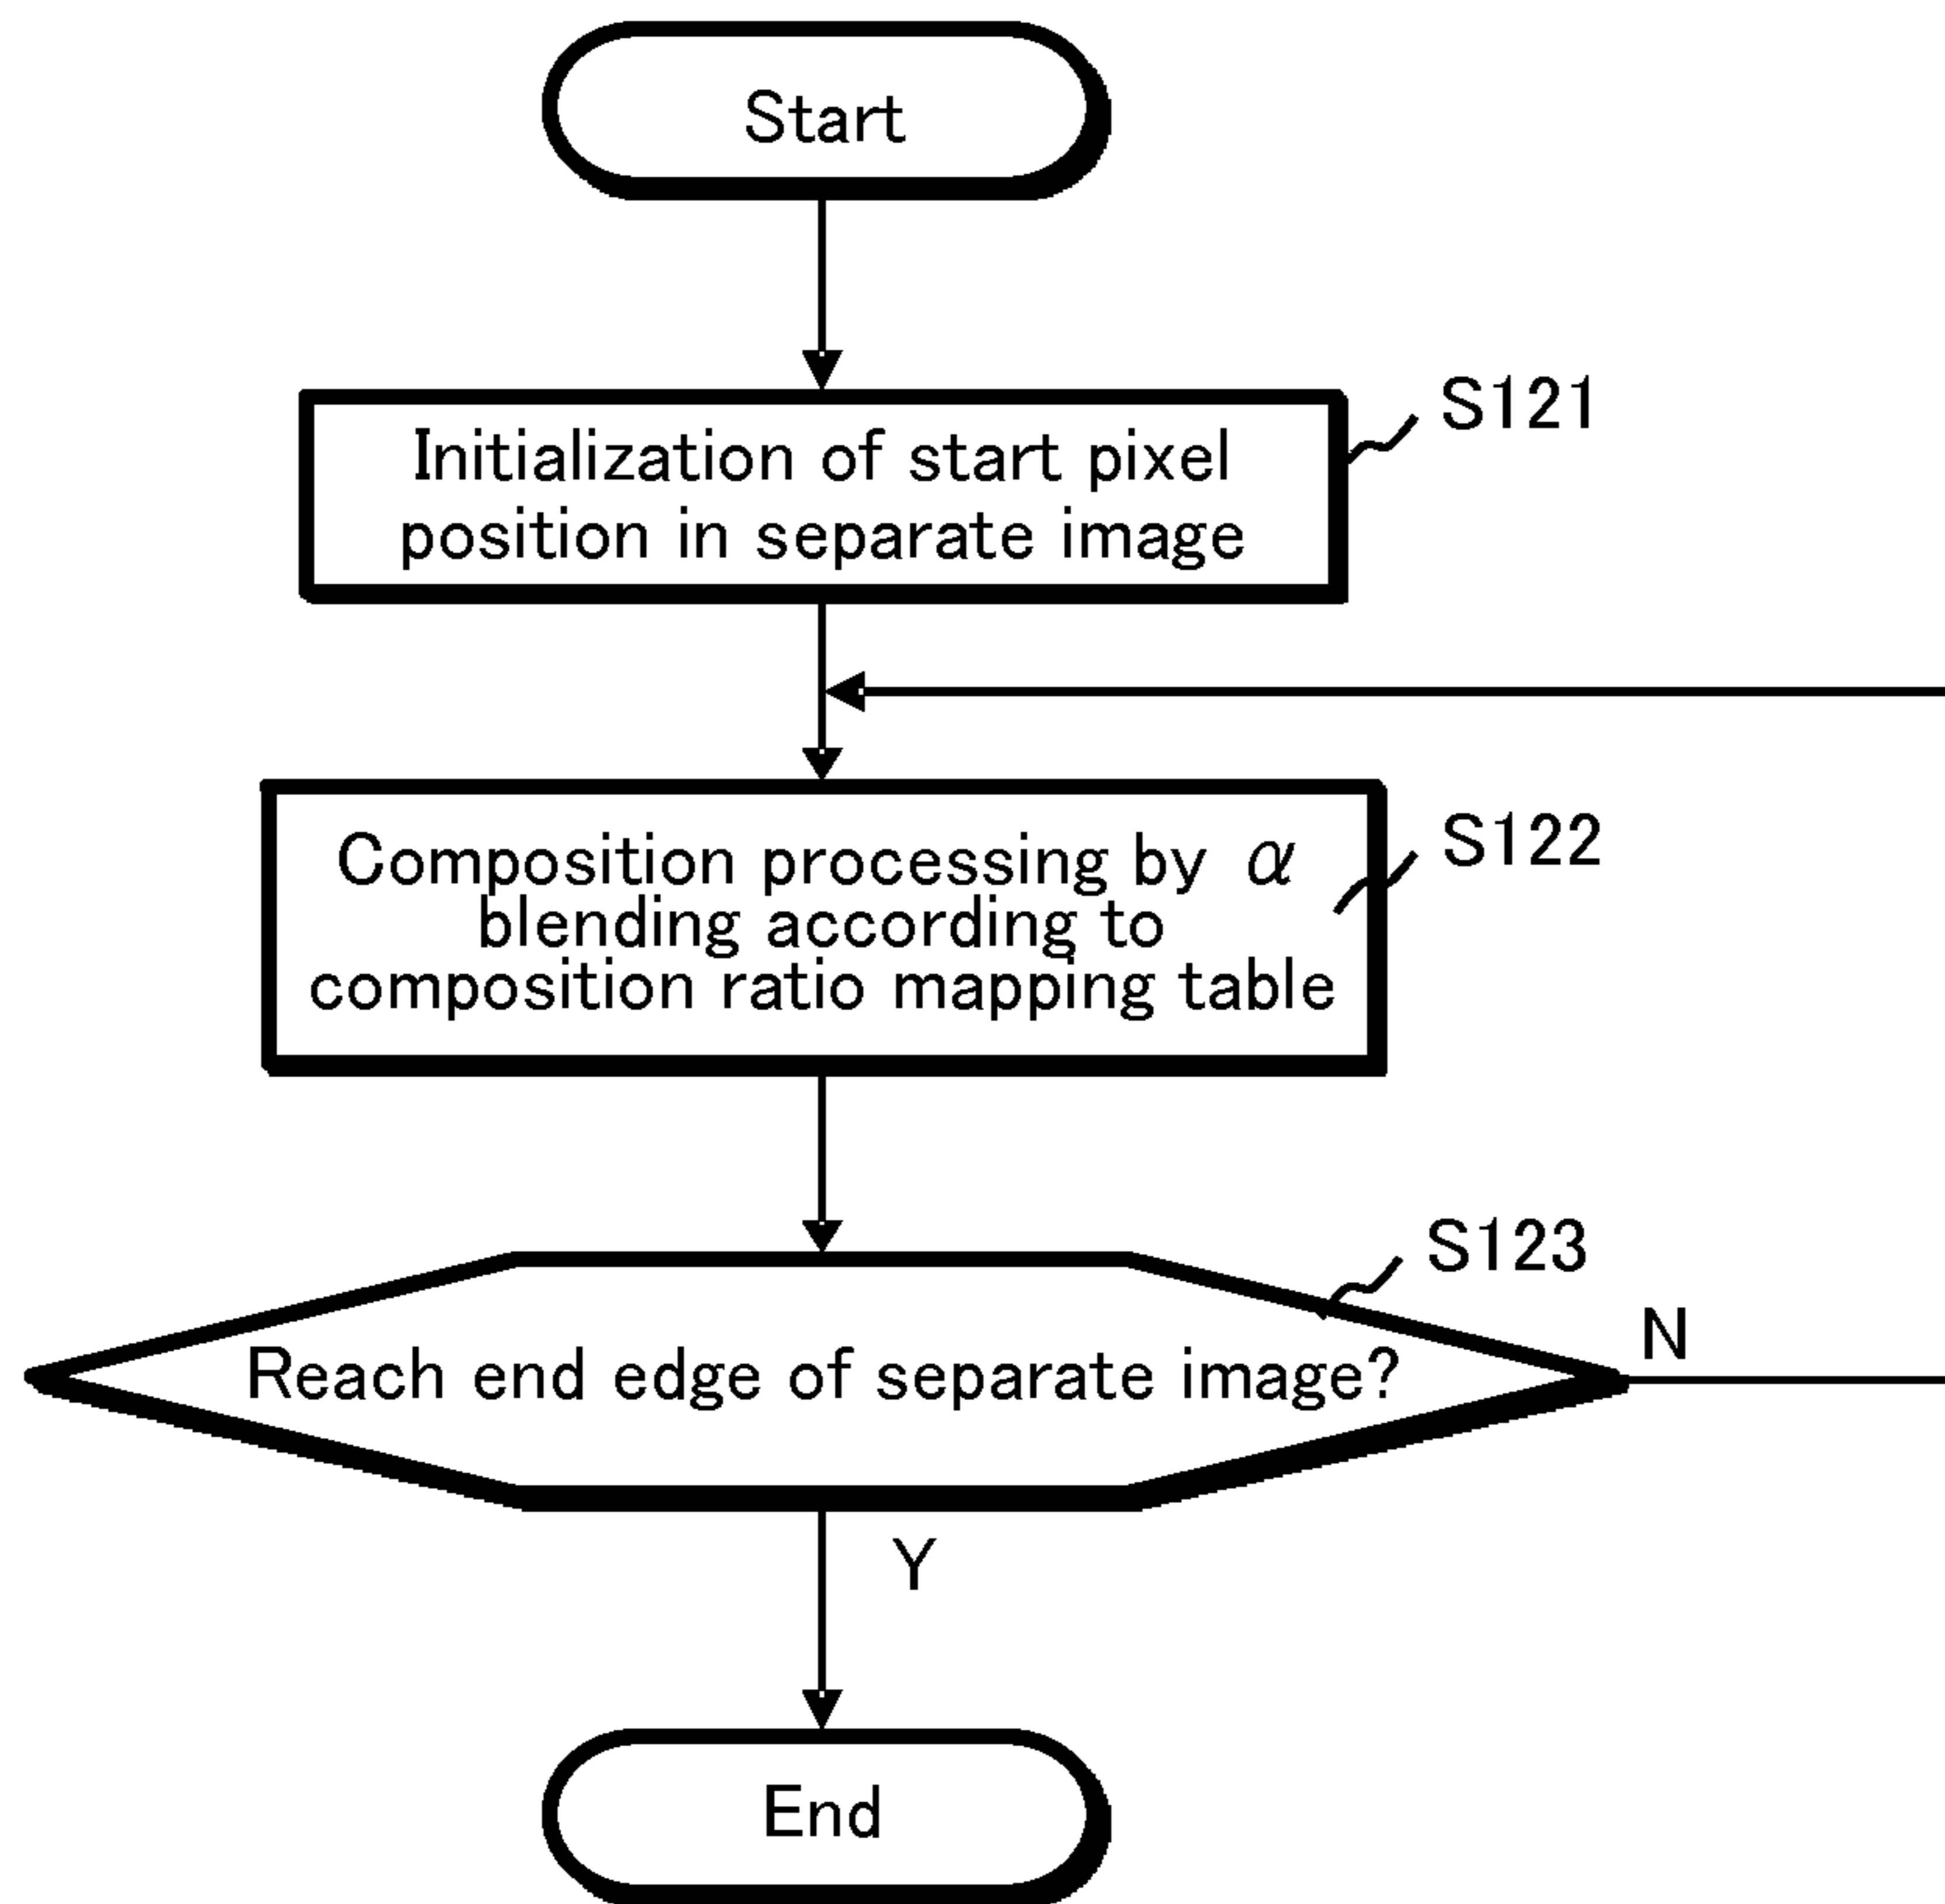 Start
S121
Initialization of start pixel
position in separate image
S122
Composition processing by α
blending according to
composition ratio mapping table
S123
Reach end edge of separate image?
N
Y
End